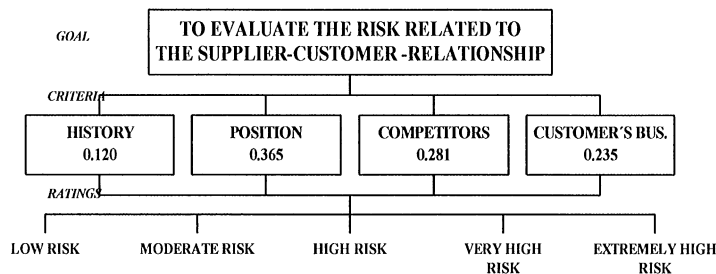 GOAL
TO EVALUATE THE RISK RELATED TO
THE SUPPLIER-CUSTOMER -RELATIONSHIP
CRITERIA
HISTORY
0.120
POSITION
0.365
COMPETITORS
0.281
CUSTOMER´S BUS.
0.235
RATINGS
LOW RISK
MODERATE RISK
HIGH RISK
VERY HIGH
RISK
EXTREMELY HIGH
RISK